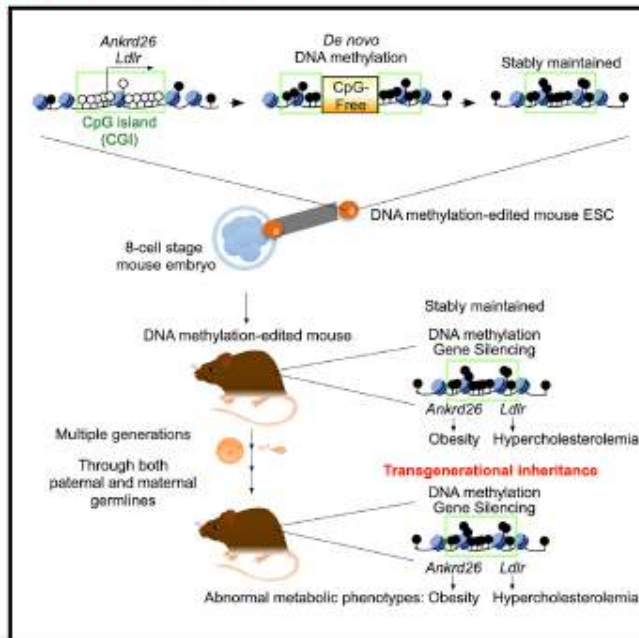 Ankrd26
Ldlr
CpG island
(CGI)
De novo
DNA methylation
CpG-
Free
Stably maintained
DNA methylation-edited mouse ESC
8-cell stage
mouse embryo
DNA methylation-edited mouse
Stably maintained
DNA methylation
Gene Silencing
Ankrd26 Ldlr
Obesity Hypercholesterolemia
Multiple generations
Through both
paternal and maternal
germlines
Transgenerational inheritance
DNA methylation
Gene Silencing
Ankrd26 Ldlr
Abnormal metabolic phenotypes: Obesity Hypercholesterolemia